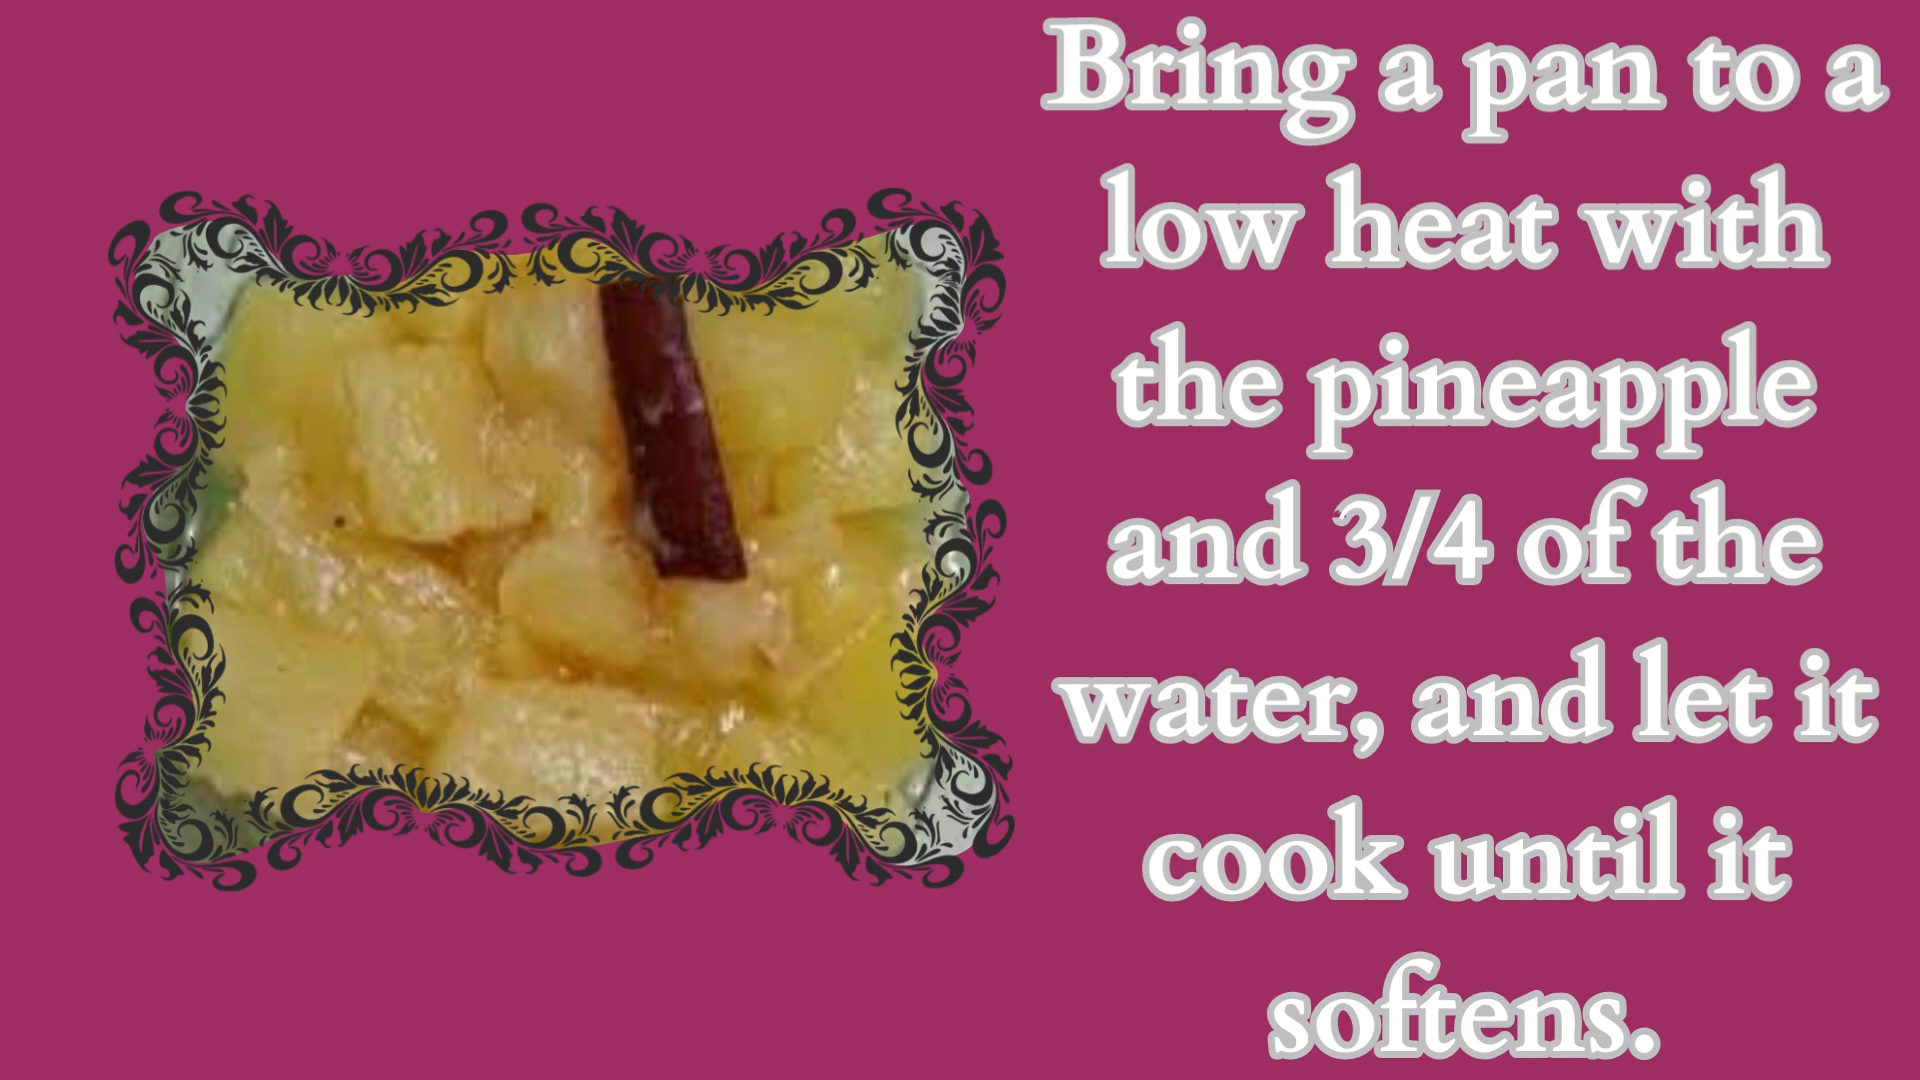 Bring a pan to a
low heat with
the pineapple
and 3/4 of the
water, and let it
cook until it
softens.